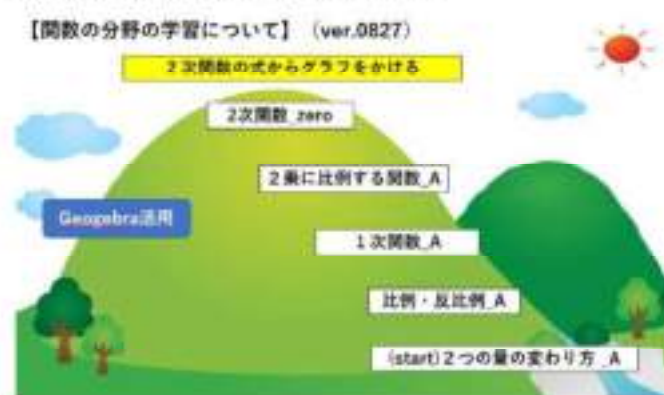 【関数の分野の学習について】（ver.0827）
2次関数の式からグラフをかける
2次関数_zero
2乗に比例する関数_A
Geogebra活用
1次関数_A
比例・反比例_A
(start)2つの量の変わり方_A